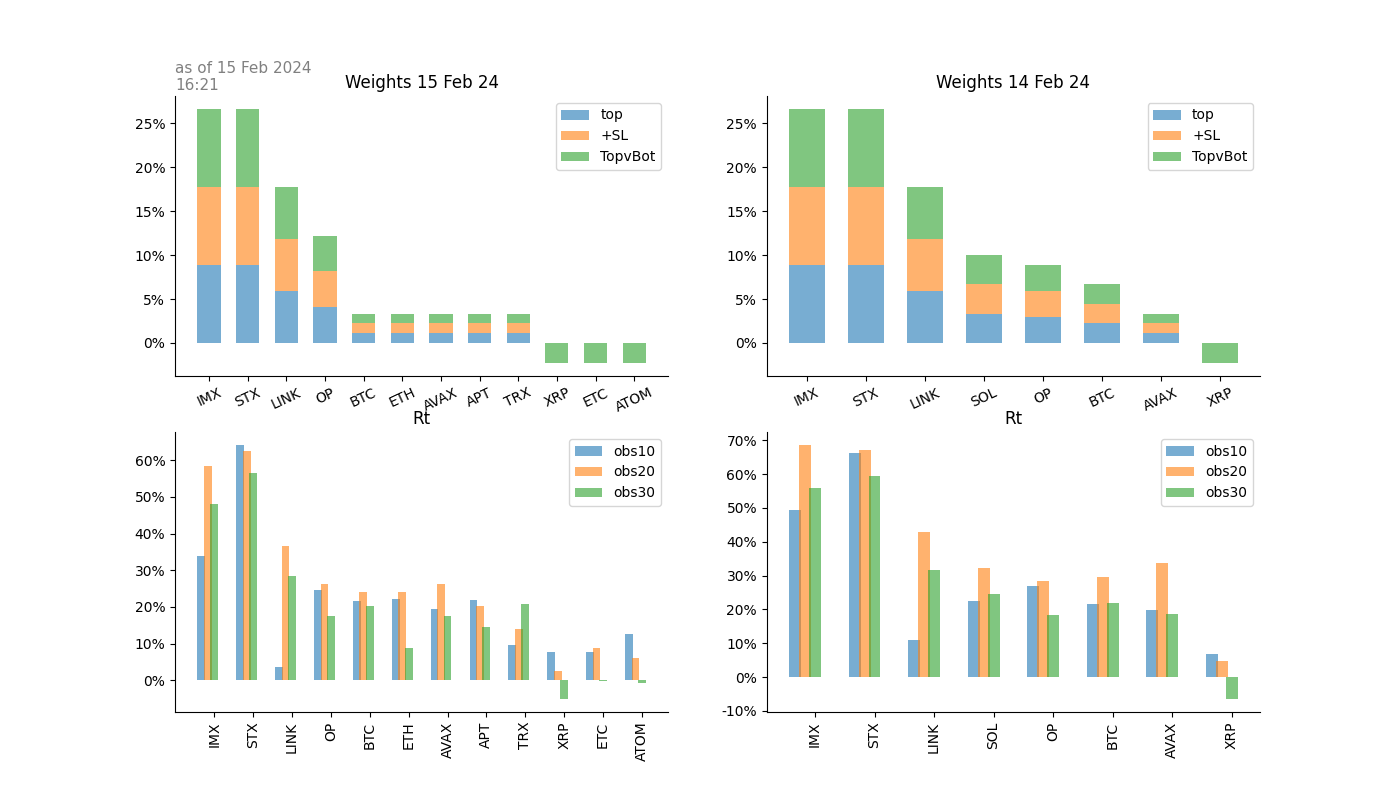 as of 15 Feb 2024
16:21
Weights 15 Feb 24
25%
20%
15%
10%
5%
0%
top
+SL
TopvBot
IMX STX LINK OP BTC ETH AVAX APT TRX XRP ETC ATOM
Weights 14 Feb 24
25%
20%
15%
10%
5%
0%
top
+SL
TopvBot
IMX STX LINK SOL OP BTC AVAX XRP
Rt
60%
50%
40%
30%
20%
10%
0%
obs10
obs20
obs30
IMX STX LINK OP BTC ETH AVAX APT TRX XRP ETC ATOM
Rt
70%
60%
50%
40%
30%
20%
10%
0%
-10%
obs10
obs20
obs30
IMX STX LINK SOL OP BTC AVAX XRP